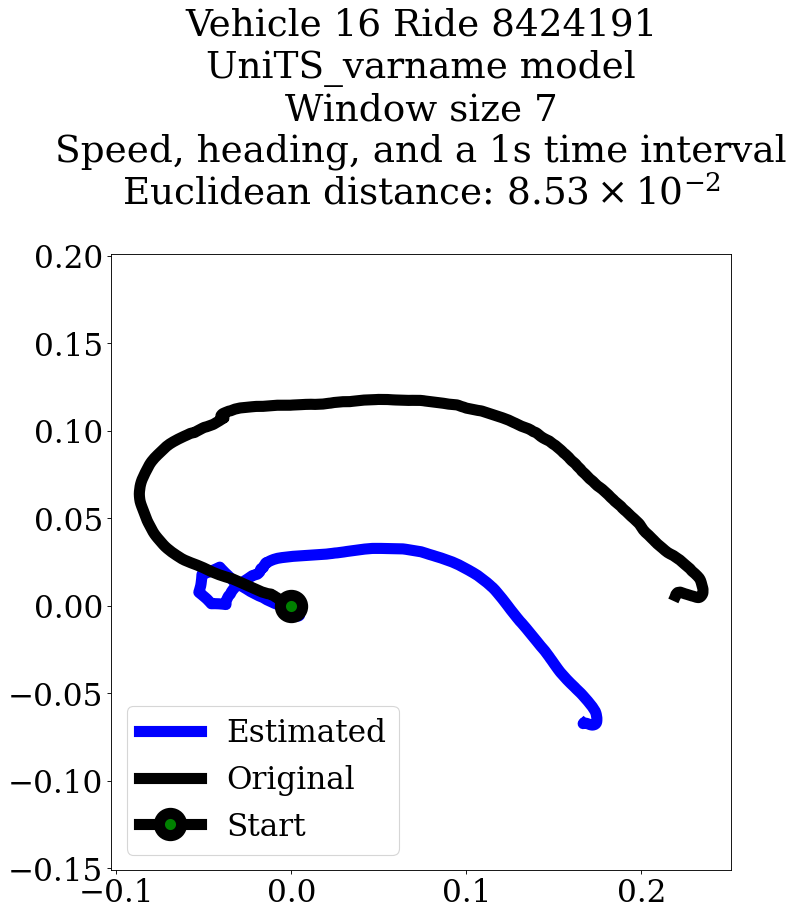 Vehicle 16 Ride 8424191
UniTS_varname model
Window size 7
Speed, heading, and a 1s time interval
Euclidean distance: 8.53 × 10⁻²
0.20
0.15
0.10
0.05
0.00
−0.05
−0.10
−0.15
Estimated
Original
Start
−0.1
0.0
0.1
0.2